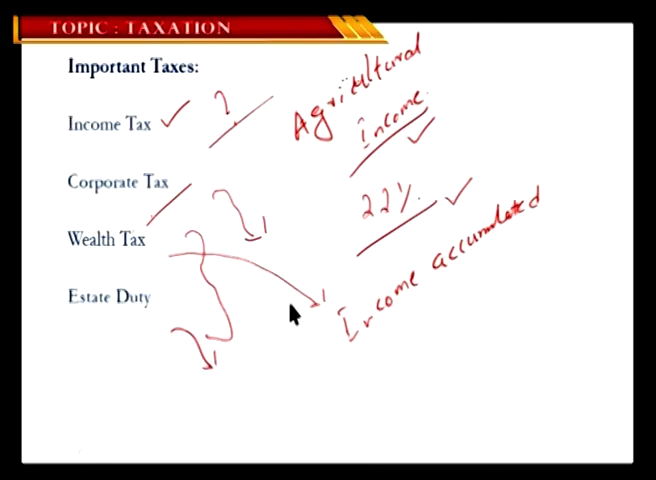 TOPIC : TAXATION
Important Taxes:
Income Tax
Agricultural
Income
Corporate Tax
22%
Wealth Tax
Income accumulated
Estate Duty